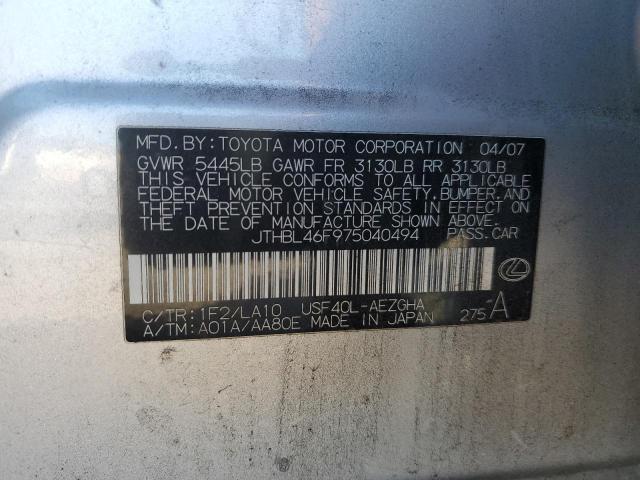 MFD.BY:TOYOTA MOTOR CORPORATION 04/07
GVWR 5445LB GAWR FR 3130LB RR 3130LB
THIS VEHICLE CONFORMS TO ALL APPLICABLE
FEDERAL MOTOR VEHICLE SAFETY,BUMPER,AND
THEFT PREVENTION STANDARDS IN EFFECT ON
THE DATE OF MANUFACTURE SHOWN ABOVE.
JTHBL46F975040494 PASS.CAR
C/TR:1F2/LA10 USF40L-AEZGHA
A/TM:A01A/AA80E MADE IN JAPAN 275-A